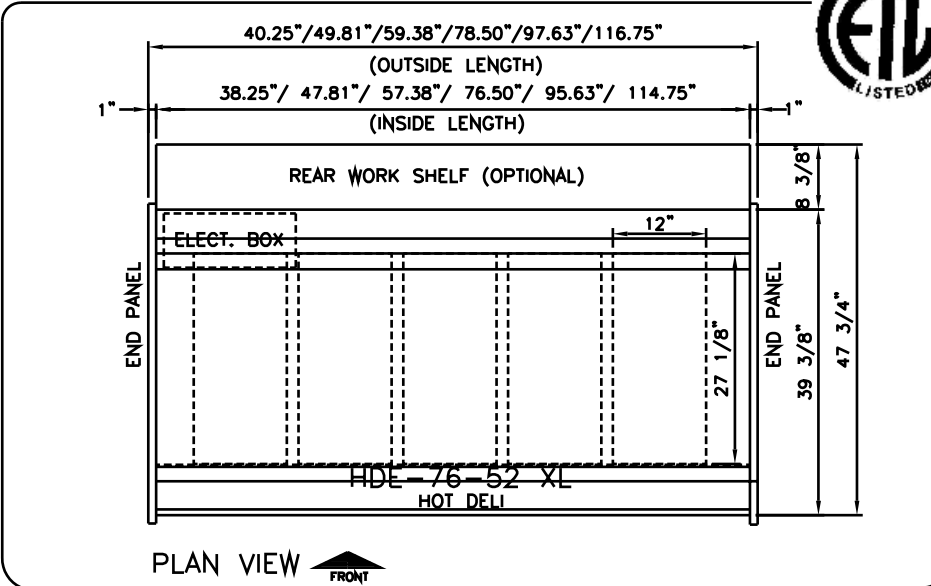 40.25"/49.81"/59.38"/78.50"/97.63"/116.75"
(OUTSIDE LENGTH)
38.25"/ 47.81"/ 57.38"/ 76.50"/ 95.63"/ 114.75"
1" 1"
(INSIDE LENGTH)
LISTED
REAR WORK SHELF (OPTIONAL)
8 3/8"
ELECT. BOX
12"
END PANEL
27 1/8"
END PANEL
39 3/8"
47 3/4"
HDE-76-52 XL
HOT DELI
PLAN VIEW
FRONT